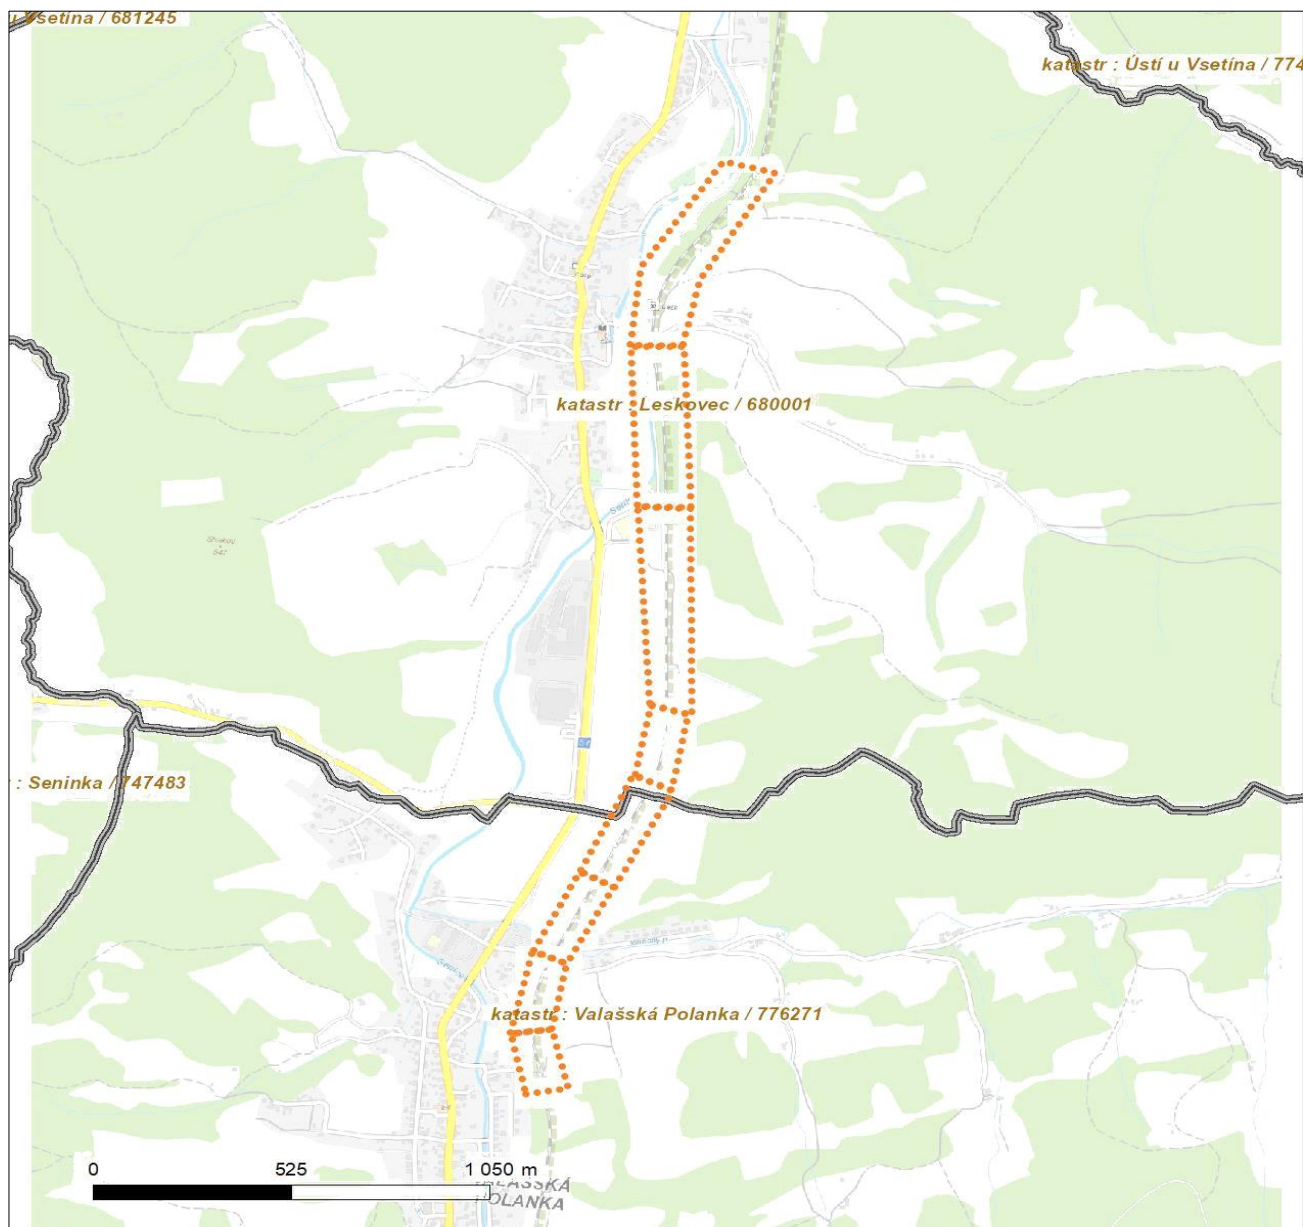 u Vsetína / 681245
katastr : Ústí u Vsetína / 774
katastr : Leskovec / 680001
: Seninka / 747483
katastr : Valašská Polanka / 776271
0 525 1 050 m
VALAŠSKÁ
POLANKA